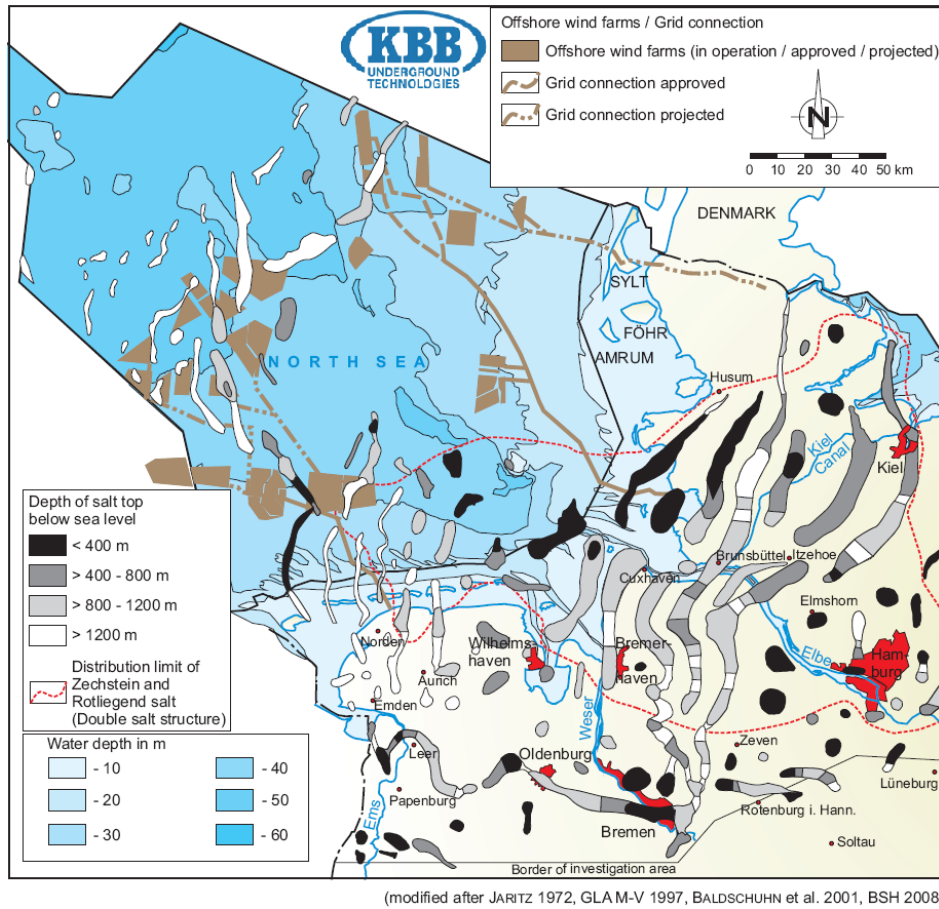 KBB
UNDERGROUND
TECHNOLOGIES
Offshore wind farms / Grid connection
Offshore wind farms (in operation / approved / projected)
Grid connection approved
Grid connection projected
N
0 10 20 30 40 50 km
DENMARK
SYLT
FÖHR
AMRUM
NORTH SEA
Husum
Kiel
Canal
Kiel
Depth of salt top
below sea level
< 400 m
> 400 - 800 m
> 800 - 1200 m
> 1200 m
Distribution limit of
Zechstein and
Rotliegend salt
(Double salt structure)
Brunsbüttel
Itzehoe
Cuxhaven
Elmshorn
Norden
Wilhelms-
haven
Bremer-
haven
Elbe
Ham-
burg
Aurich
Emden
Weser
Water depth in m
- 10
- 20
- 30
- 40
- 50
- 60
Leer
Oldenburg
Zeven
Lüneburg
Papenburg
Ems
Rotenburg i. Hann.
Bremen
Soltau
Border of investigation area
(modified after JARITZ 1972, GLA M-V 1997, BALDSCHUHN et al. 2001, BSH 2008